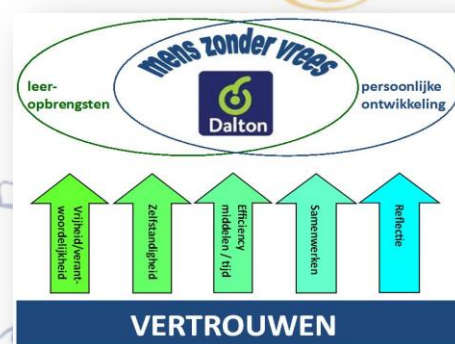 mens zonder vrees
leer-
opbrengsten
persoonlijke
ontwikkeling
Dalton
Vrijheid/verant-
woordelijkheid
Zelfstandigheid
Efficiency
middelen / tijd
Samenwerken
Reflectie
VERTROUWEN